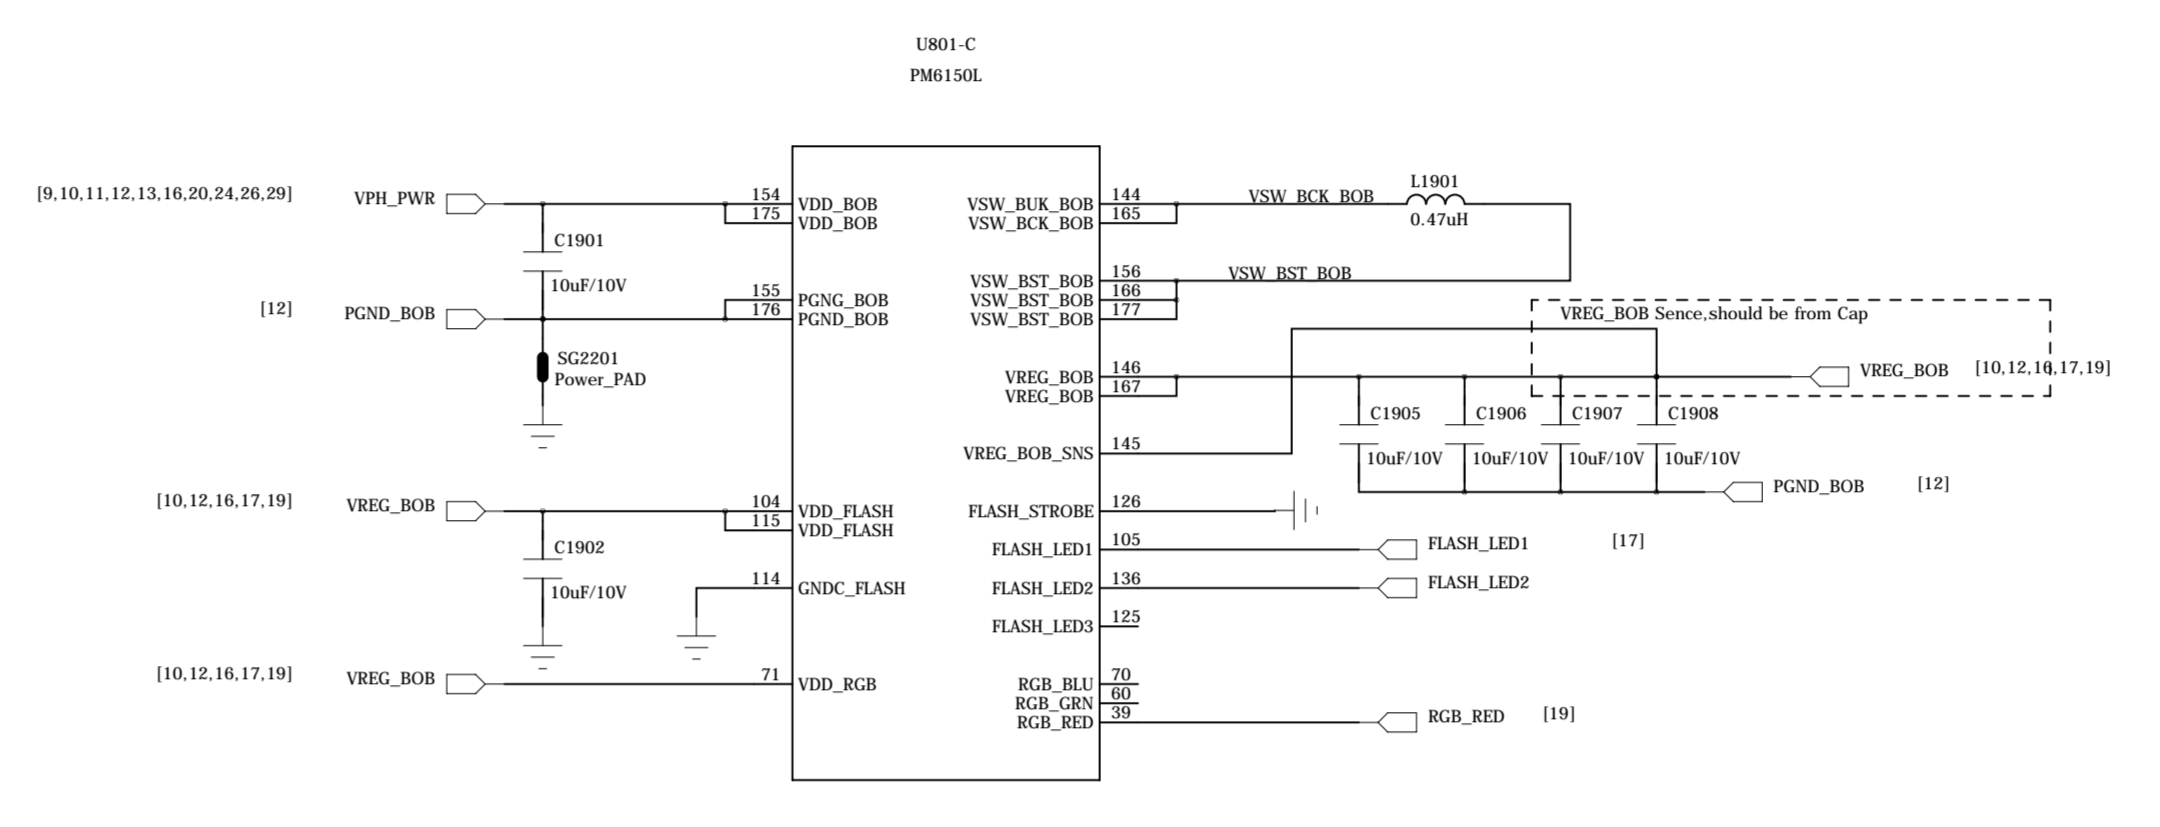 U801-C
PM6150L
[9,10,11,12,13,16,20,24,26,29] VPH_PWR 154 VDD_BOB VSW_BUK_BOB 144 VSW_BCK_BOB L1901
175 VDD_BOB VSW_BCK_BOB 165 0.47uH
C1901
10uF/10V
VSW_BST_BOB 156 VSW_BST_BOB
155 PGNG_BOB VSW_BST_BOB 166
[12] PGND_BOB 176 PGND_BOB VSW_BST_BOB 177
VREG_BOB Sence,should be from Cap
SG2201
Power_PAD
VREG_BOB 146 VREG_BOB [10,12,16,17,19]
VREG_BOB 167
C1905 C1906 C1907 C1908
VREG_BOB_SNS 145 10uF/10V 10uF/10V 10uF/10V 10uF/10V
PGND_BOB [12]
[10,12,16,17,19] VREG_BOB 104 VDD_FLASH FLASH_STROBE 126
115 VDD_FLASH
C1902
10uF/10V
FLASH_LED1 105 FLASH_LED1 [17]
114 GNDC_FLASH FLASH_LED2 136 FLASH_LED2
FLASH_LED3 125
[10,12,16,17,19] VREG_BOB 71 VDD_RGB RGB_BLU 70
RGB_GRN 60
RGB_RED 39 RGB_RED [19]